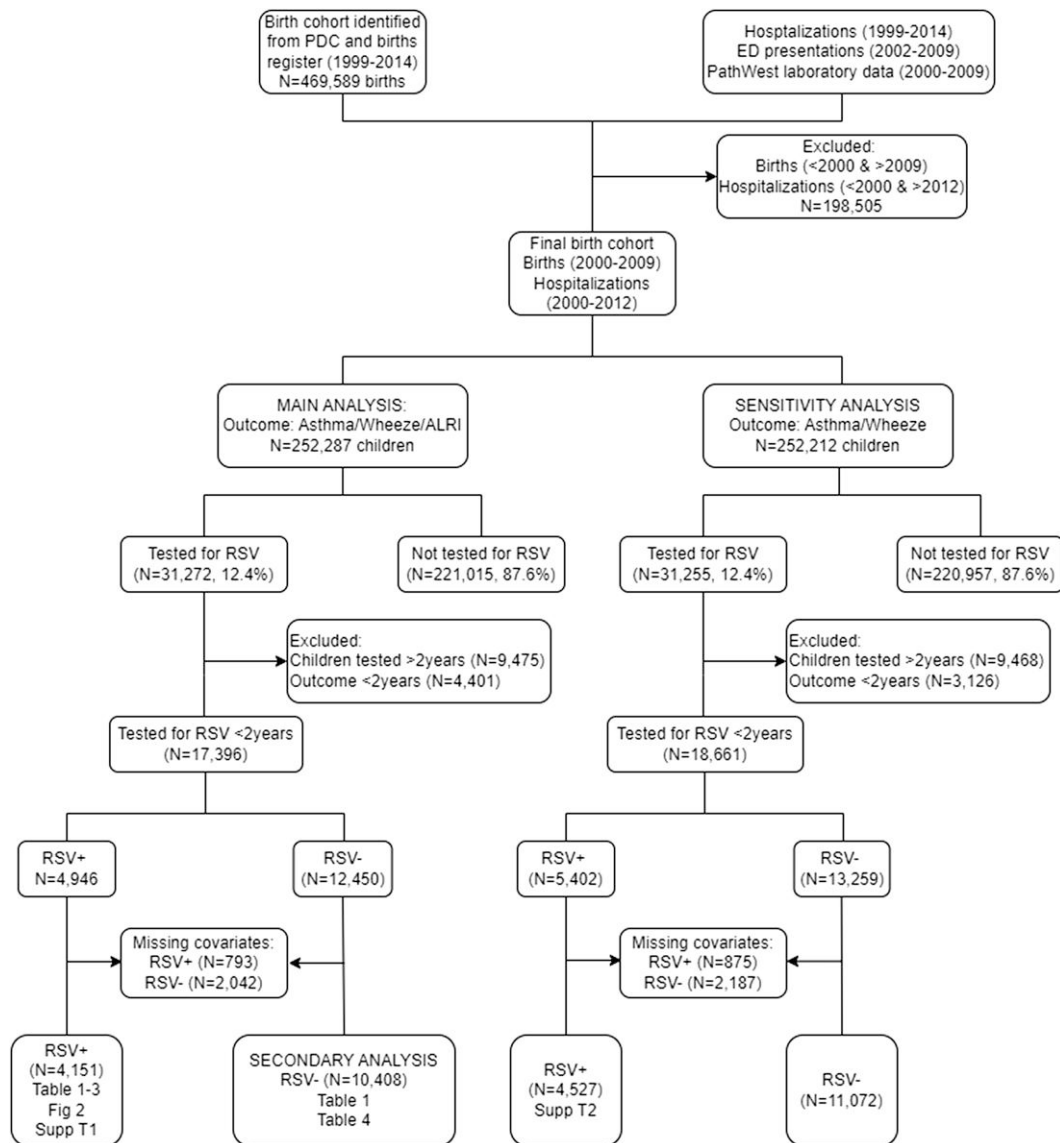 Birth cohort identified
from PDC and births
register (1999-2014)
N=469,589 births
Hosptalizations (1999-2014)
ED presentations (2002-2009)
PathWest laboratory data (2000-2009)
Excluded:
Births (<2000 & >2009)
Hospitalizations (<2000 & >2012)
N=198,505
Final birth cohort
Births (2000-2009)
Hospitalizations
(2000-2012)
MAIN ANALYSIS:
Outcome: Asthma/Wheeze/ALRI
N=252,287 children
SENSITIVITY ANALYSIS
Outcome: Asthma/Wheeze
N=252,212 children
Tested for RSV
(N=31,272, 12.4%)
Not tested for RSV
(N=221,015, 87.6%)
Tested for RSV
(N=31,255, 12.4%)
Not tested for RSV
(N=220,957, 87.6%)
Excluded:
Children tested >2years (N=9,475)
Outcome <2years (N=4,401)
Excluded:
Children tested >2years (N=9,468)
Outcome <2years (N=3,126)
Tested for RSV <2years
(N=17,396)
Tested for RSV <2years
(N=18,661)
RSV+
N=4,946
RSV-
(N=12,450)
RSV+
(N=5,402)
RSV-
(N=13,259)
Missing covariates:
RSV+ (N=793)
RSV- (N=2,042)
Missing covariates:
RSV+ (N=875)
RSV- (N=2,187)
RSV+
(N=4,151)
Table 1-3
Fig 2
Supp T1
SECONDARY ANALYSIS
RSV- (N=10,408)
Table 1
Table 4
RSV+
(N=4,527)
Supp T2
RSV-
(N=11,072)